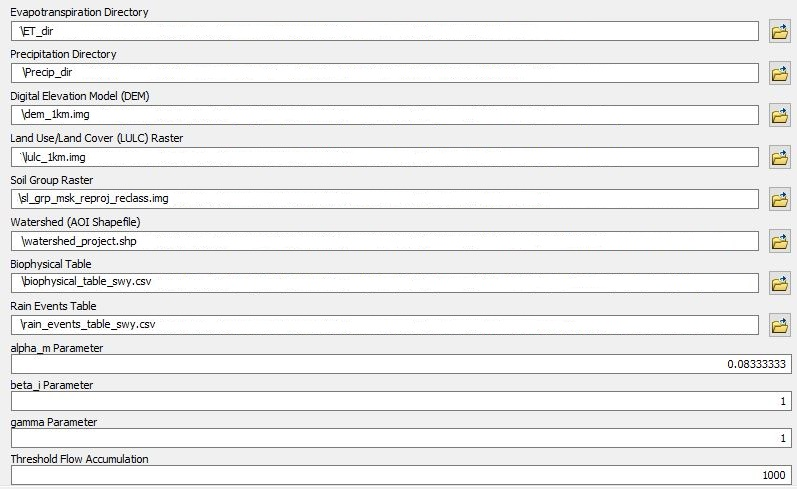 Evapotranspiration Directory
\ET_dir
Precipitation Directory
\Precip_dir
Digital Elevation Model (DEM)
\dem_1km.img
Land Use/Land Cover (LULC) Raster
\lulc_1km.img
Soil Group Raster
\sl_grp_msk_reproj_reclass.img
Watershed (AOI Shapefile)
\watershed_project.shp
Biophysical Table
\biophysical_table_swy.csv
Rain Events Table
\rain_events_table_swy.csv
alpha_m Parameter
0.08333333
beta_i Parameter
1
gamma Parameter
1
Threshold Flow Accumulation
1000